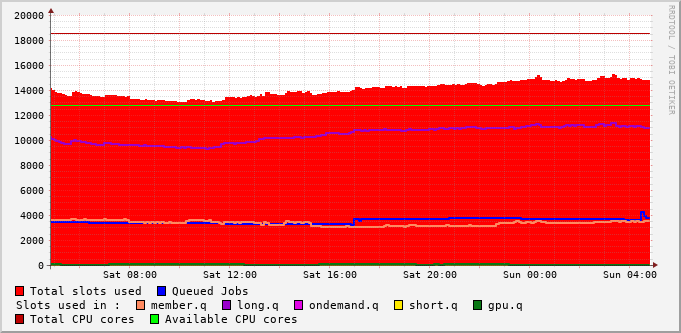 20000
18000
16000
14000
12000
10000
8000
6000
4000
2000
0
Sat 08:00 Sat 12:00 Sat 16:00 Sat 20:00 Sun 00:00 Sun 04:00
Total slots used Queued Jobs
Slots used in : member.q long.q ondemand.q short.q gpu.q
Total CPU cores Available CPU cores
RRDTOOL / TOBI OETIKER